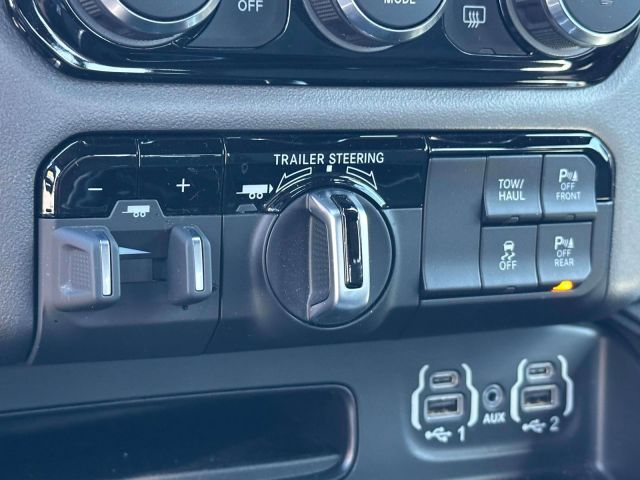 OFF
MODE
TRAILER STEERING
- +
TOW/
HAUL
P
OFF
FRONT
OFF
P
OFF
REAR
1
AUX
2